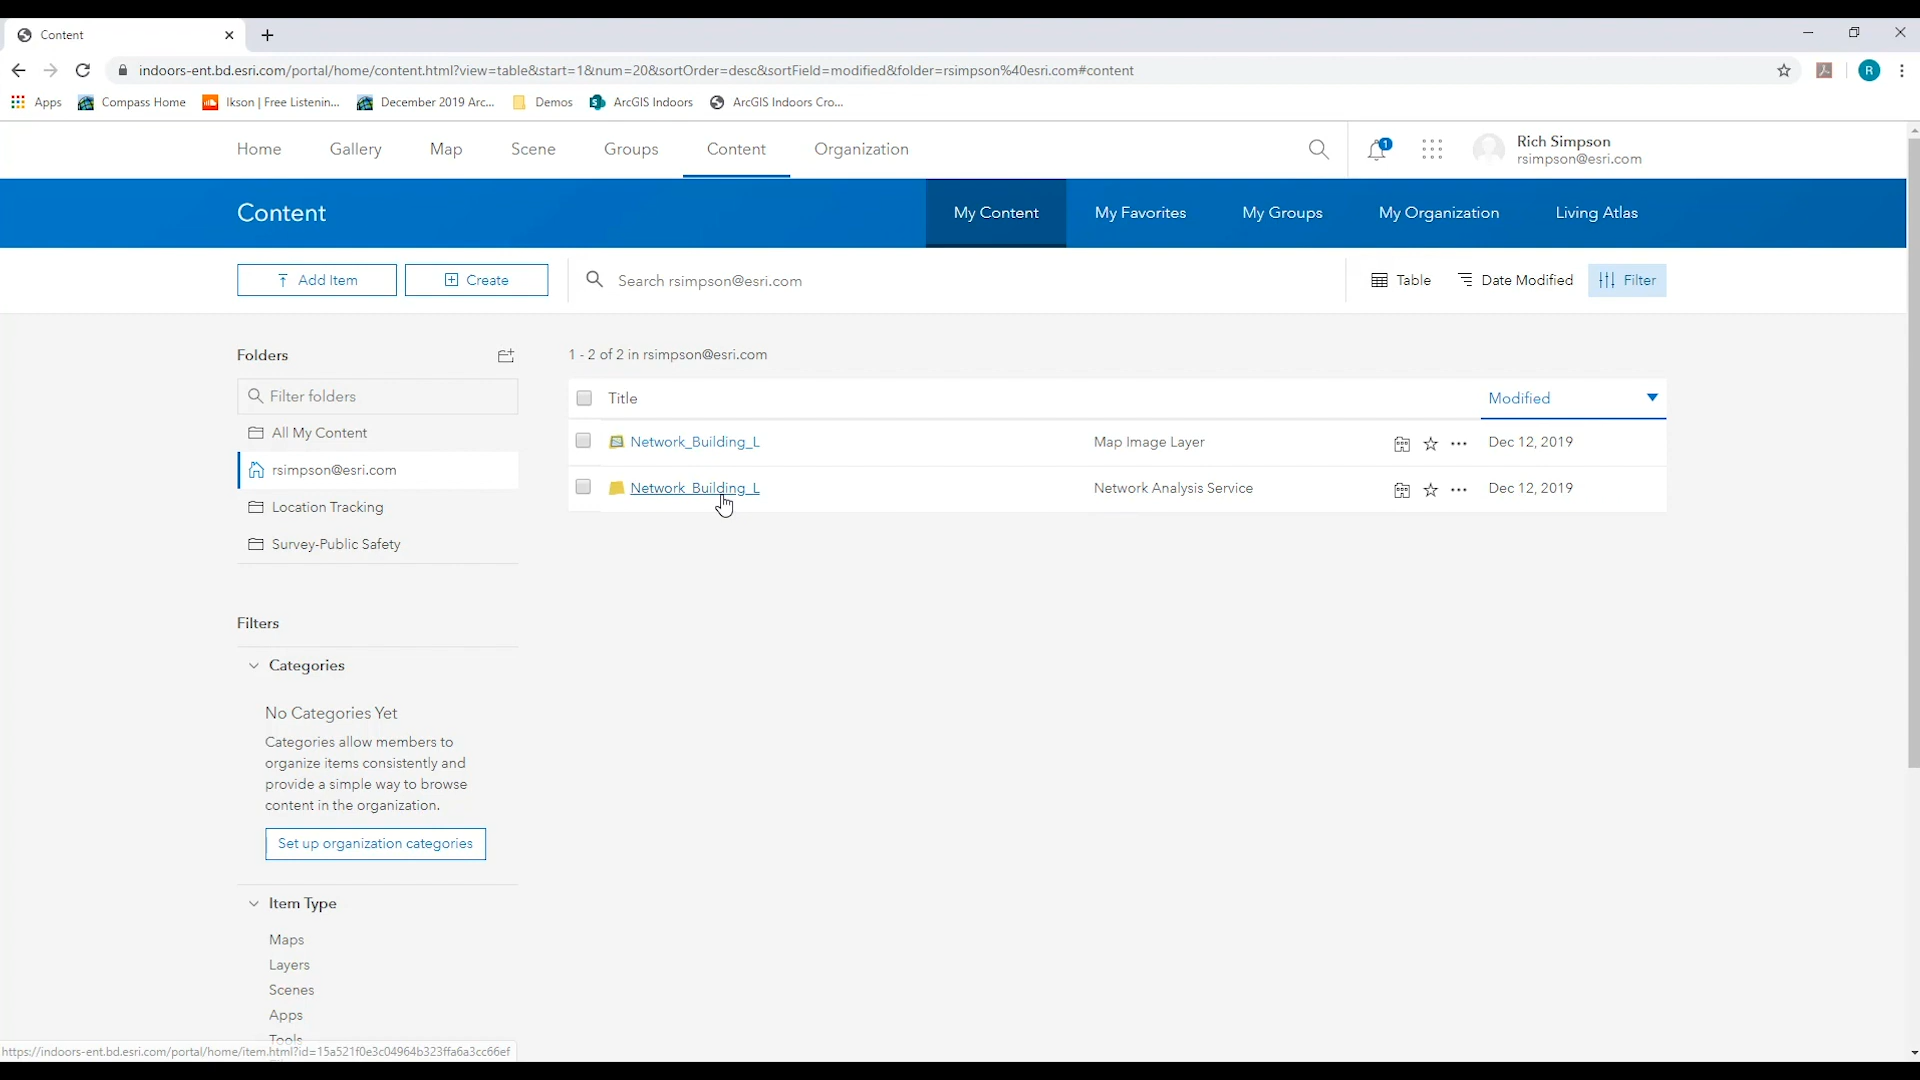 Content
indoors-ent.bd.esri.com/portal/home/content.html?view=table&start=1&num=20&sortOrder=desc&sortField=modified&folder=rsimpson%40esri.com#content
R
Apps Compass Home Ikson | Free Listenin... December 2019 Arc... Demos ArcGIS Indoors ArcGIS Indoors Cro...
Home Gallery Map Scene Groups Content Organization 1 Rich Simpson
rsimpson@esri.com
Content My Content My Favorites My Groups My Organization Living Atlas
Add Item Create Search rsimpson@esri.com Table Date Modified Filter
Folders
1 - 2 of 2 in rsimpson@esri.com
Filter folders
Title Modified
All My Content
Network_Building_L Map Image Layer Dec 12, 2019
rsimpson@esri.com
Network_Building_L Network Analysis Service Dec 12, 2019
Location Tracking
Survey-Public Safety
Filters
Categories
No Categories Yet
Categories allow members to
organize items consistently and
provide a simple way to browse
content in the organization.
Set up organization categories
Item Type
Maps
Layers
Scenes
Apps
Tools
https://indoors-ent.bd.esri.com/portal/home/item.html?id=15a521f0e3c04964b323ffa6a3cc66ef